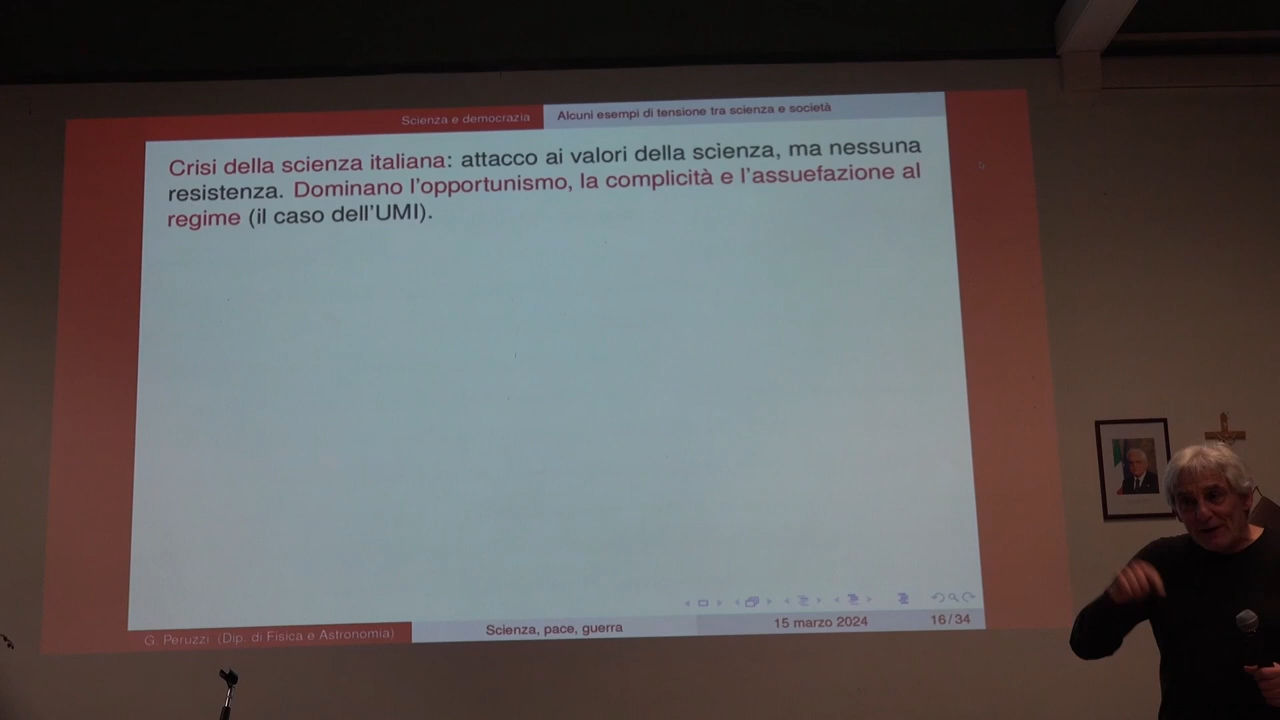 Scienza e democrazia
Alcuni esempi di tensione tra scienza e società
Crisi della scienza italiana: attacco ai valori della scienza, ma nessuna
resistenza. Dominano l'opportunismo, la complicità e l'assuefazione al
regime (il caso dell'UMI).
G. Peruzzi (Dip. di Fisica e Astronomia)
Scienza, pace, guerra
15 marzo 2024
16/34